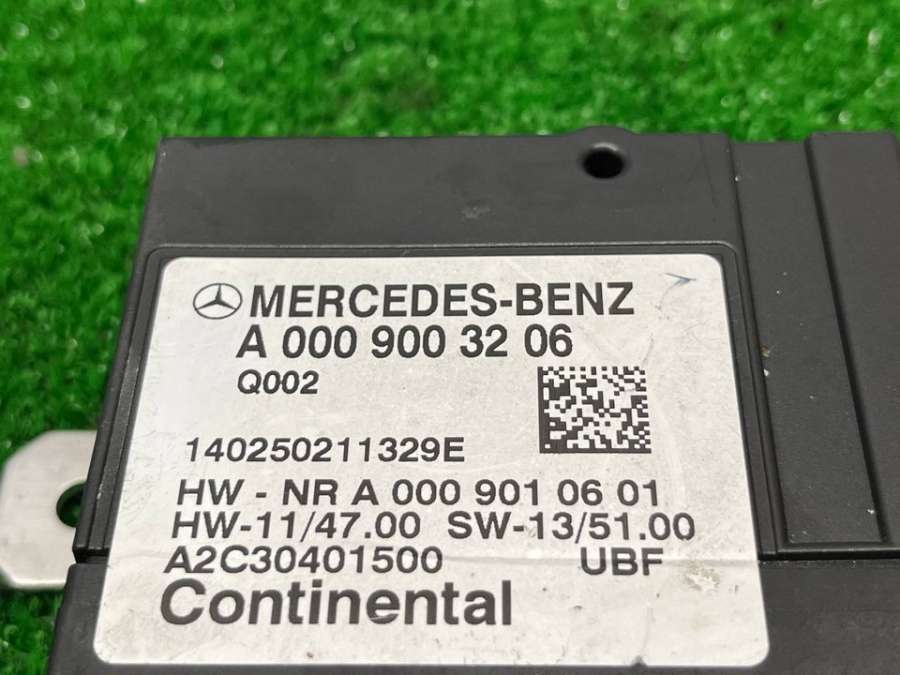 MERCEDES-BENZ
A 000 900 32 06
Q002
140250211329E
HW - NR A 000 901 06 01
HW-11/47.00 SW-13/51.00
A2C30401500 UBF
Continental